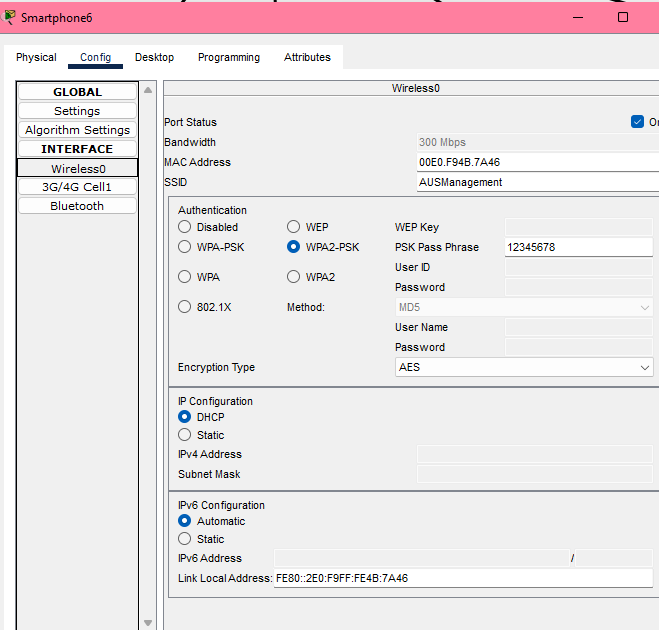 Smartphone6
Physical Config Desktop Programming Attributes
GLOBAL
Settings
Algorithm Settings
INTERFACE
Wireless0
3G/4G Cell1
Bluetooth
Wireless0
Port Status
Bandwidth 300 Mbps
MAC Address 00E0.F94B.7A46
SSID AUSManagement
Authentication
Disabled WEP WEP Key
WPA-PSK WPA2-PSK PSK Pass Phrase 12345678
User ID
WPA WPA2
Password
802.1X Method: MD5
User Name
Password
Encryption Type AES
IP Configuration
DHCP
Static
IPv4 Address
Subnet Mask
IPv6 Configuration
Automatic
Static
IPv6 Address /
Link Local Address: FE80::2E0:F9FF:FE4B:7A46